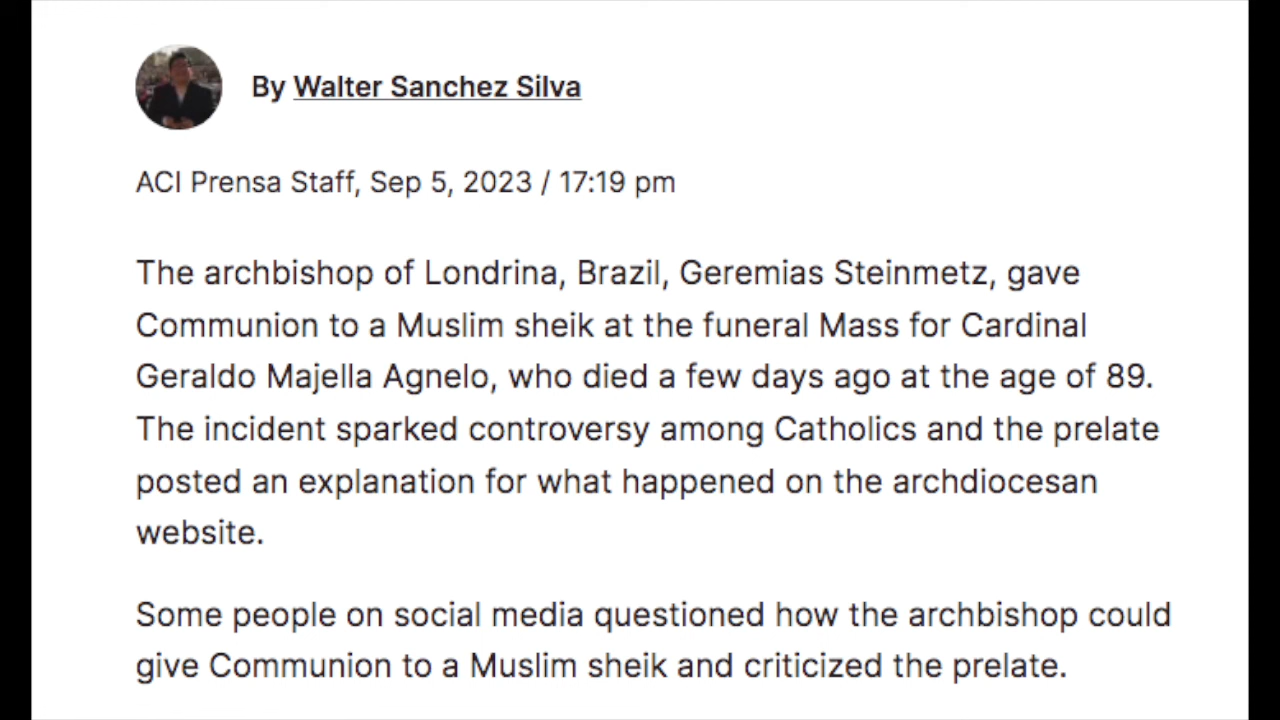 By Walter Sanchez Silva
ACI Prensa Staff, Sep 5, 2023 / 17:19 pm
The archbishop of Londrina, Brazil, Geremias Steinmetz, gave
Communion to a Muslim sheik at the funeral Mass for Cardinal
Geraldo Majella Agnelo, who died a few days ago at the age of 89.
The incident sparked controversy among Catholics and the prelate
posted an explanation for what happened on the archdiocesan
website.
Some people on social media questioned how the archbishop could
give Communion to a Muslim sheik and criticized the prelate.